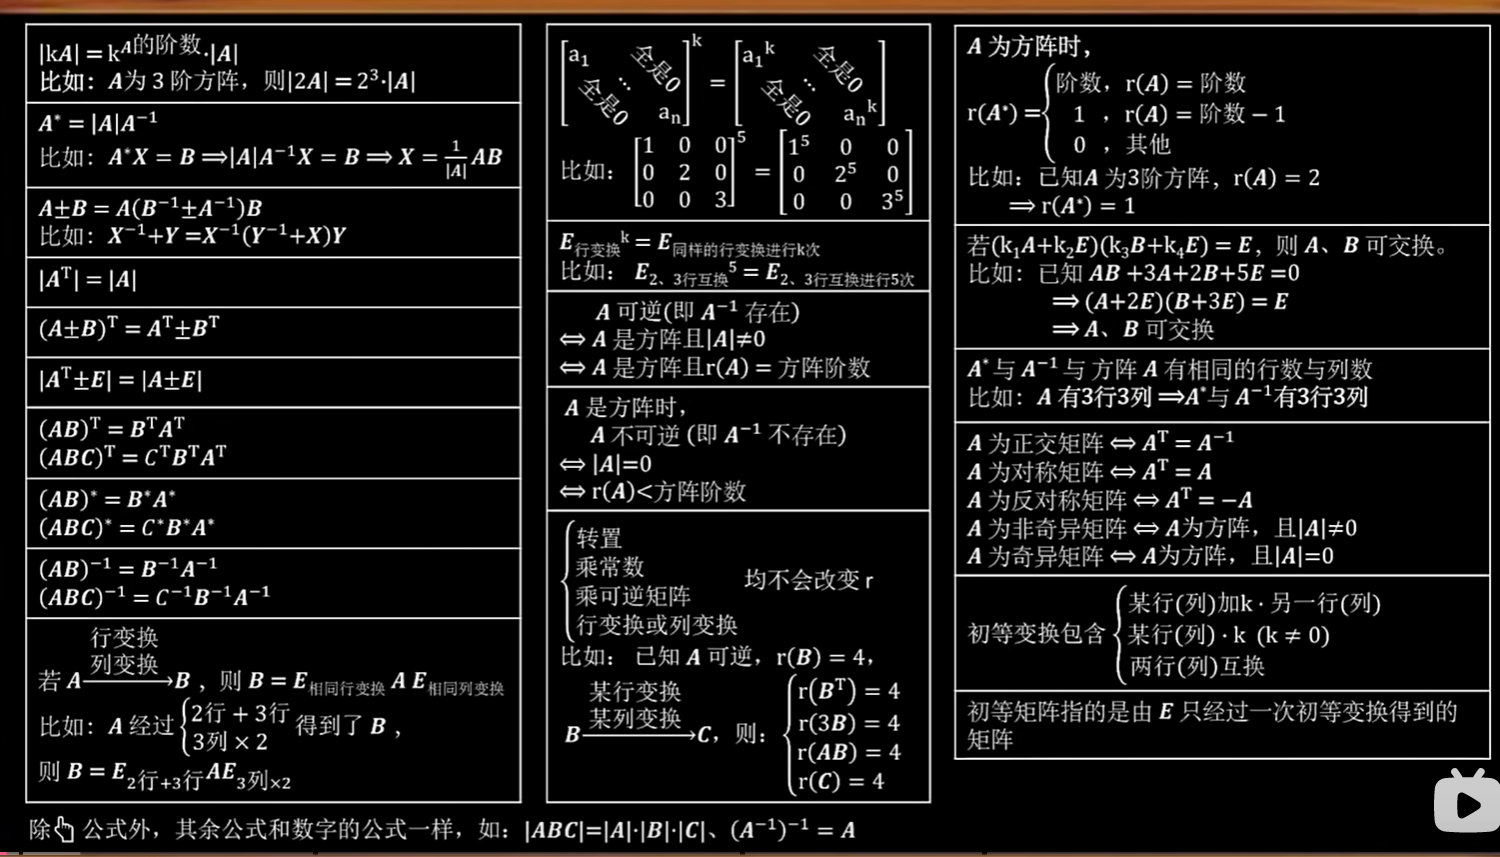 |kA| = k^A的阶数·|A|
比如：A为 3 阶方阵，则|2A| = 2³·|A|
A* = |A|A⁻¹
比如：A*X = B ⟹|A|A⁻¹X = B ⟹ X = 1/|A| AB
A±B = A(B⁻¹±A⁻¹)B
比如：X⁻¹+Y =X⁻¹(Y⁻¹+X)Y
|Aᵀ| = |A|
(A±B)ᵀ = Aᵀ±Bᵀ
|Aᵀ±E| = |A±E|
(AB)ᵀ = BᵀAᵀ
(ABC)ᵀ = CᵀBᵀAᵀ
(AB)* = B*A*
(ABC)* = C*B*A*
(AB)⁻¹ = B⁻¹A⁻¹
(ABC)⁻¹ = C⁻¹B⁻¹A⁻¹
行变换
列变换
若 A⟶B ，则 B = E相同行变换 A E相同列变换
比如：A 经过{2行 + 3行 得到了 B ，
3列 × 2
则 B = E2行+3行AE3列×2
[a₁ 全是0 ]^k = [a₁ᵏ 全是0 ]
⋯ ⋯
全是0 aₙ 全是0 aₙᵏ
比如：
[1 0 0]⁵ = [1⁵ 0 0]
0 2 0 0 2⁵ 0
0 0 3 0 0 3⁵
E行变换ᵏ = E同样的行变换进行k次
比如：E2、3行互换⁵ = E2、3行互换进行5次
A 可逆(即 A⁻¹ 存在)
⟺ A 是方阵且|A|≠0
⟺ A 是方阵且r(A) = 方阵阶数
A 是方阵时，
A 不可逆 (即 A⁻¹ 不存在)
⟺ |A|=0
⟺ r(A)<方阵阶数
转置
乘常数
均不会改变 r
乘可逆矩阵
行变换或列变换
比如： 已知 A 可逆，r(B) = 4，
某行变换
某列变换
B⟶C，则：
r(Bᵀ) = 4
r(3B) = 4
r(AB) = 4
r(C) = 4
A 为方阵时，
r(A*) ={阶数，r(A) = 阶数
1 ，r(A) = 阶数 − 1
0 ，其他
比如：已知A 为3阶方阵，r(A) = 2
⟹ r(A*) = 1
若(k₁A+k₂E)(k₃B+k₄E) = E，则 A、B 可交换。
比如：已知 AB +3A+2B+5E =0
⟹ (A+2E)(B+3E) = E
⟹ A、B 可交换
A* 与 A⁻¹ 与 方阵 A 有相同的行数与列数
比如：A 有3行3列 ⟹A*与 A⁻¹ 有3行3列
A 为正交矩阵 ⟺ Aᵀ = A⁻¹
A 为对称矩阵 ⟺ Aᵀ = A
A 为反对称矩阵 ⟺ Aᵀ = −A
A 为非奇异矩阵 ⟺ A为方阵，且|A|≠0
A 为奇异矩阵 ⟺ A为方阵，且|A|=0
初等变换包含
某行(列)加k · 另一行(列)
某行(列) · k (k ≠ 0)
两行(列)互换
初等矩阵指的是由 E 只经过一次初等变换得到的
矩阵
除👆公式外，其余公式和数字的公式一样，如：|ABC|=|A|·|B|·|C|、(A⁻¹)⁻¹ = A